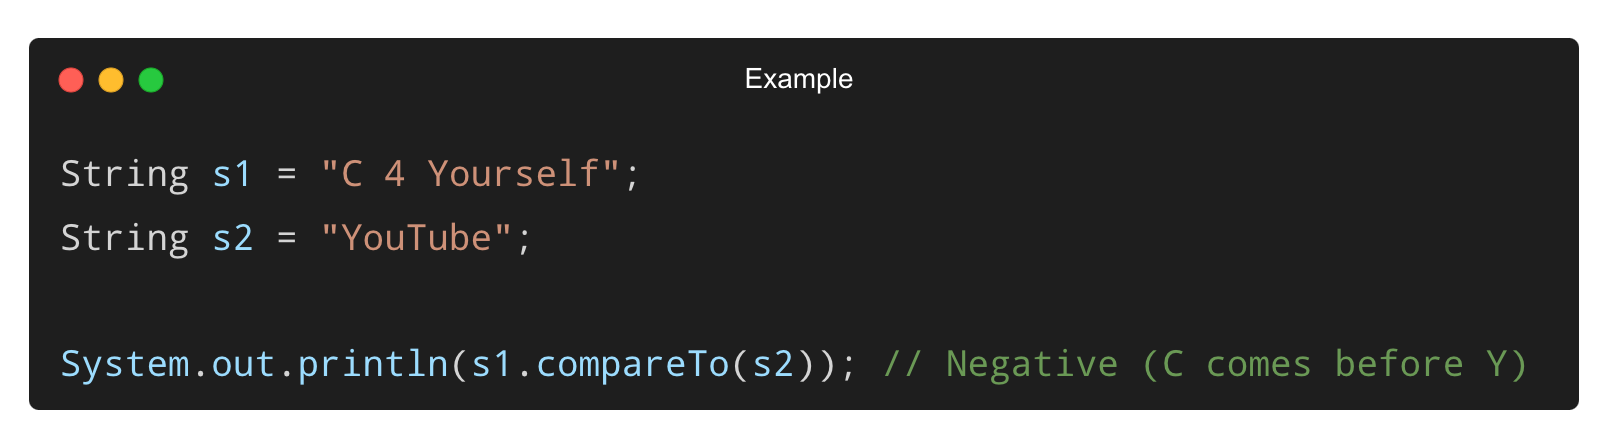 Example
String s1 = "C 4 Yourself";
String s2 = "YouTube";
System.out.println(s1.compareTo(s2)); // Negative (C comes before Y)